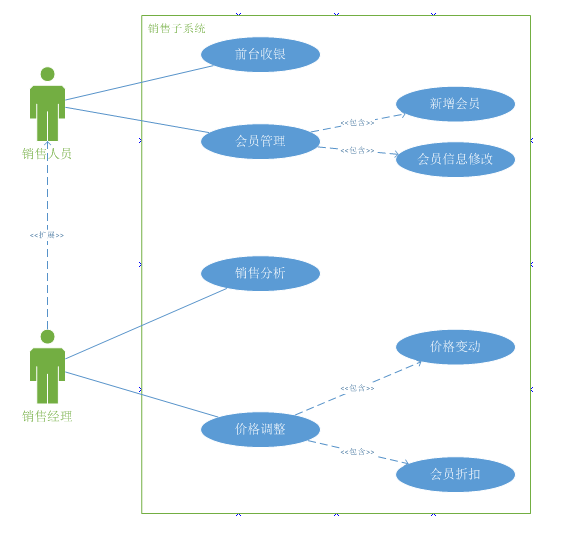 销售子系统
前台收银
新增会员
<<包含>>
会员管理
<<包含>>
会员信息修改
销售人员
<<扩展>>
销售分析
价格变动
<<包含>>
销售经理
价格调整
<<包含>>
会员折扣